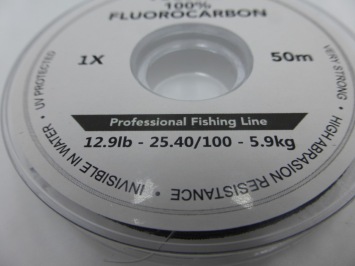 100%
FLUOROCARBON
1X
50m
Professional Fishing Line
12.9lb - 25.40/100 - 5.9kg
UV PROTECTED • INVISIBLE IN WATER • HIGH ABRASION RESISTANCE • VERY STRONG